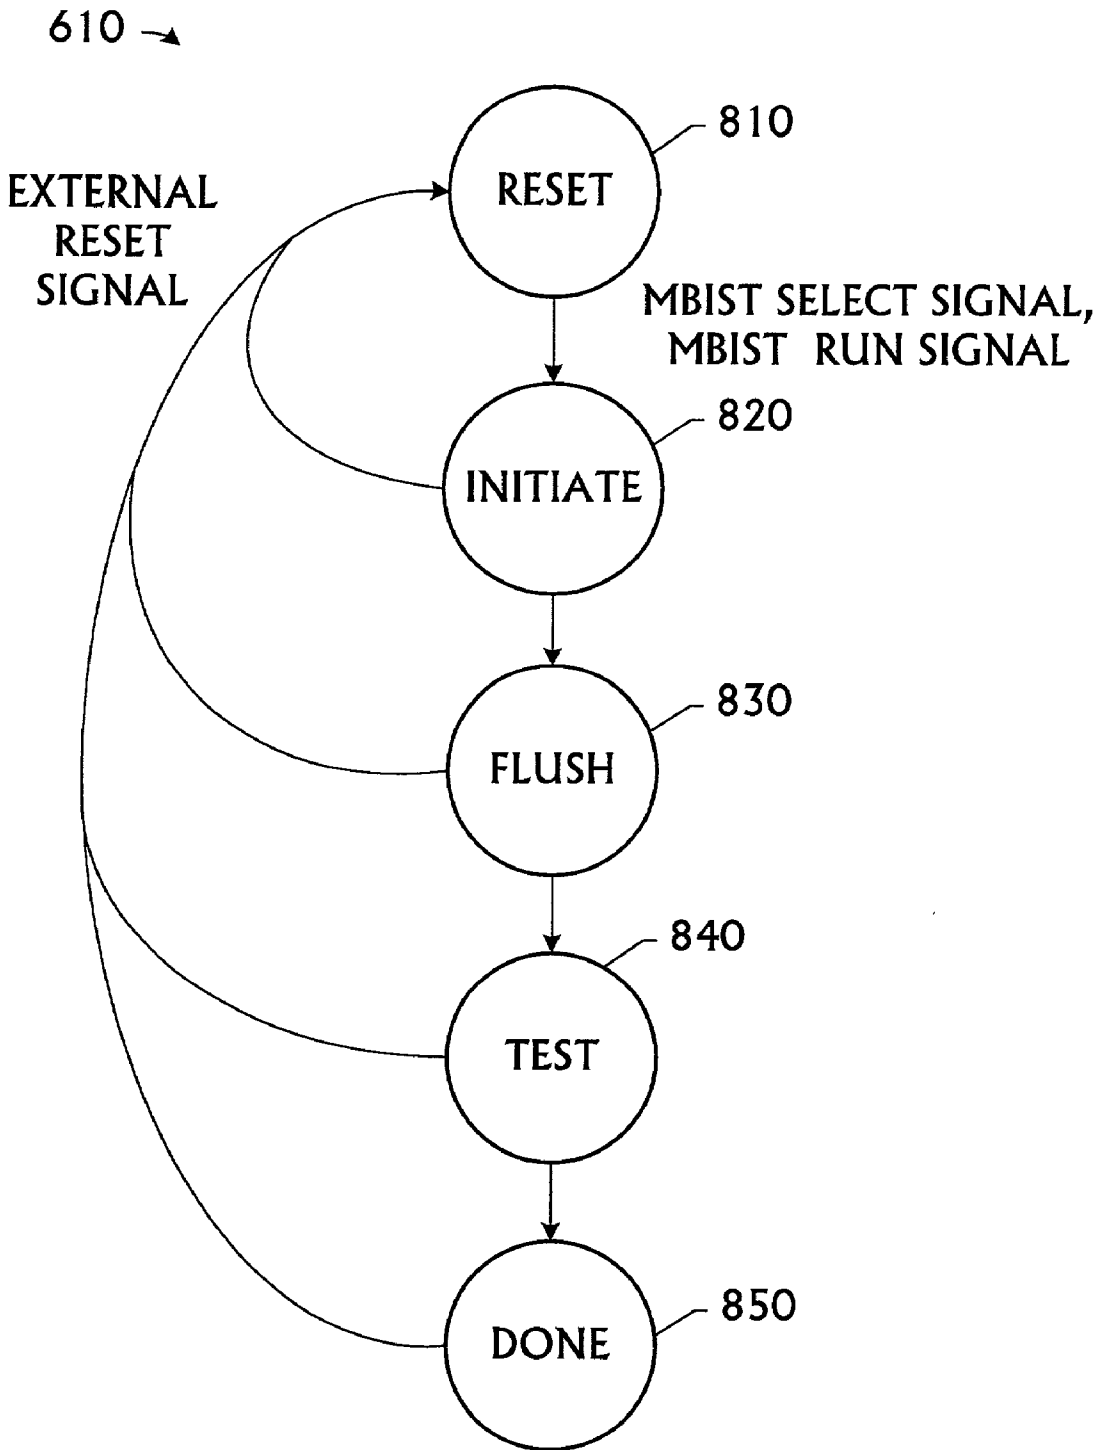 610
810
RESET
EXTERNAL
RESET
SIGNAL
MBIST SELECT SIGNAL,
MBIST RUN SIGNAL
820
INITIATE
830
FLUSH
840
TEST
850
DONE